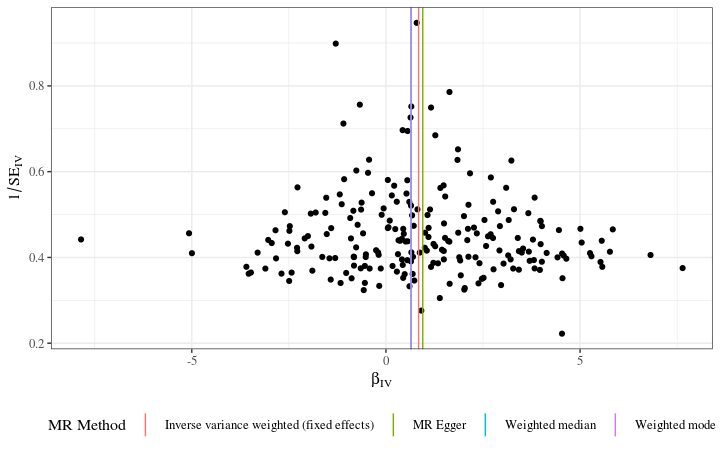 1/SE_IV
0.8
0.6
0.4
0.2
-5
0
5
β_IV
MR Method
Inverse variance weighted (fixed effects)
MR Egger
Weighted median
Weighted mode